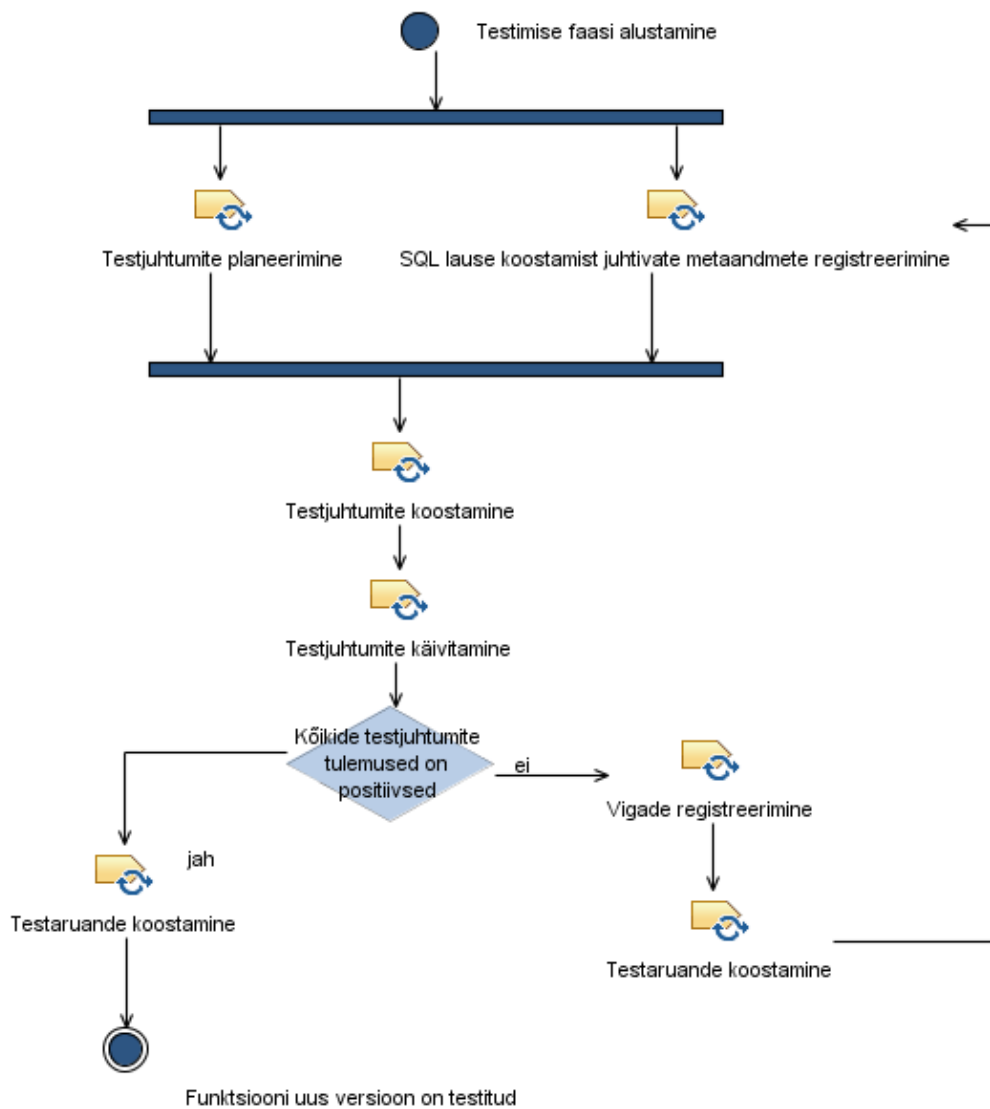 Testimise faasi alustamine
Testjuhtumite planeerimine
SQL lause koostamist juhtivate metaandmete registreerimine
Testjuhtumite koostamine
Testjuhtumite käivitamine
Kõikide testjuhtumite
tulemused on
positiivsed
ei
Vigade registreerimine
jah
Testaruande koostamine
Testaruande koostamine
Funktsiooni uus versioon on testitud